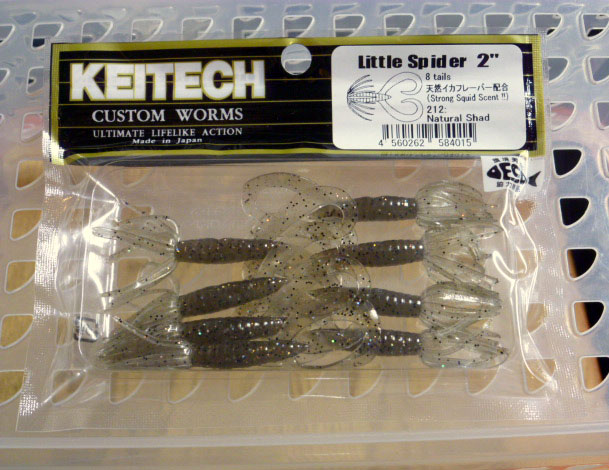 KEITECH
CUSTOM WORMS
ULTIMATE LIFELIKE ACTION
Made in Japan
Little Spider 2"
8 tails
天然イカフレーバー配合
(Strong Squid Scent !!)
212:
Natural Shad
4 560262 584015
ECO